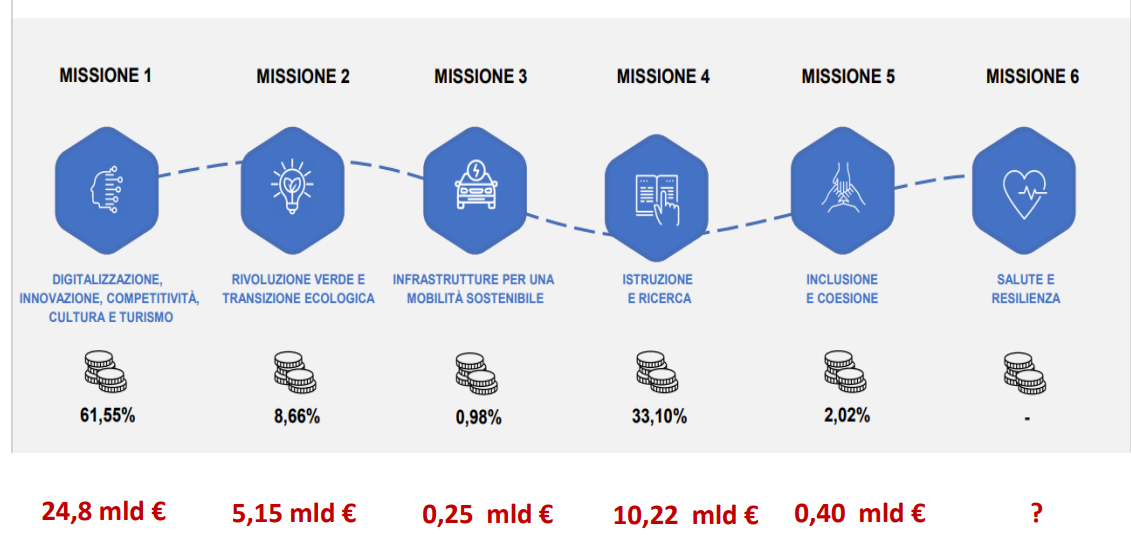 MISSIONE 1
MISSIONE 2
MISSIONE 3
MISSIONE 4
MISSIONE 5
MISSIONE 6
DIGITALIZZAZIONE,
INNOVAZIONE, COMPETITIVITÀ,
CULTURA E TURISMO
RIVOLUZIONE VERDE E
TRANSIZIONE ECOLOGICA
INFRASTRUTTURE PER UNA
MOBILITÀ SOSTENIBILE
ISTRUZIONE
E RICERCA
INCLUSIONE
E COESIONE
SALUTE E
RESILIENZA
61,55%
8,66%
0,98%
33,10%
2,02%
-
24,8 mld €
5,15 mld €
0,25 mld €
10,22 mld €
0,40 mld €
?